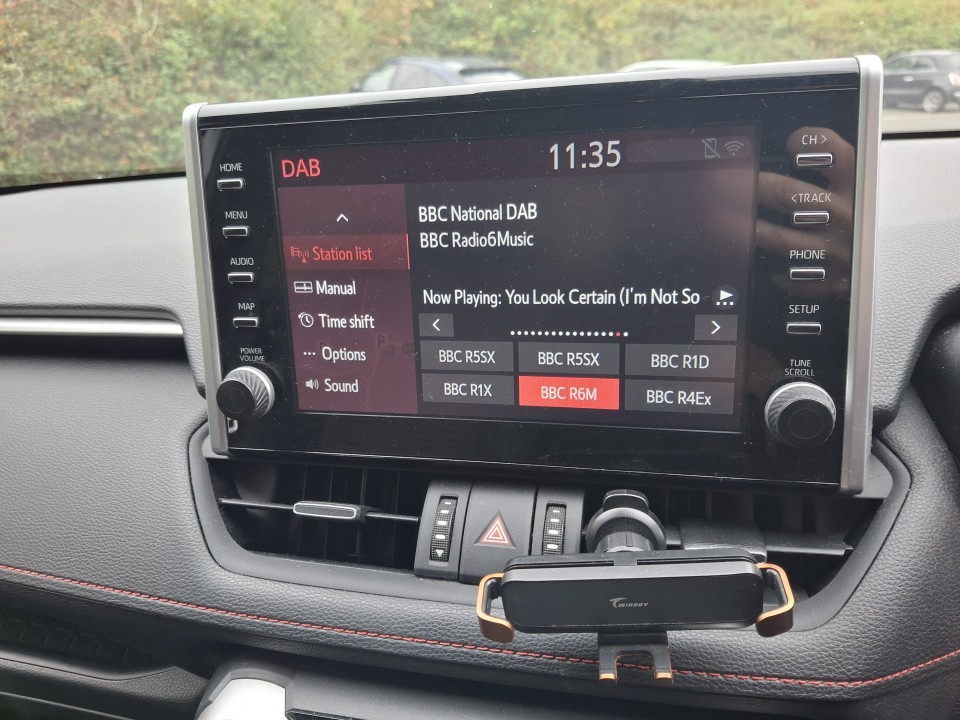 HOME
MENU
AUDIO
MAP
POWER
VOLUME
DAB
11:35
Station list
Manual
Time shift
Options
Sound
BBC National DAB
BBC Radio6Music
Now Playing: You Look Certain (I'm Not So
BBC R5SX
BBC R5SX
BBC R1D
BBC R1X
BBC R6M
BBC R4Ex
CH >
< TRACK
PHONE
SETUP
TUNE
SCROLL